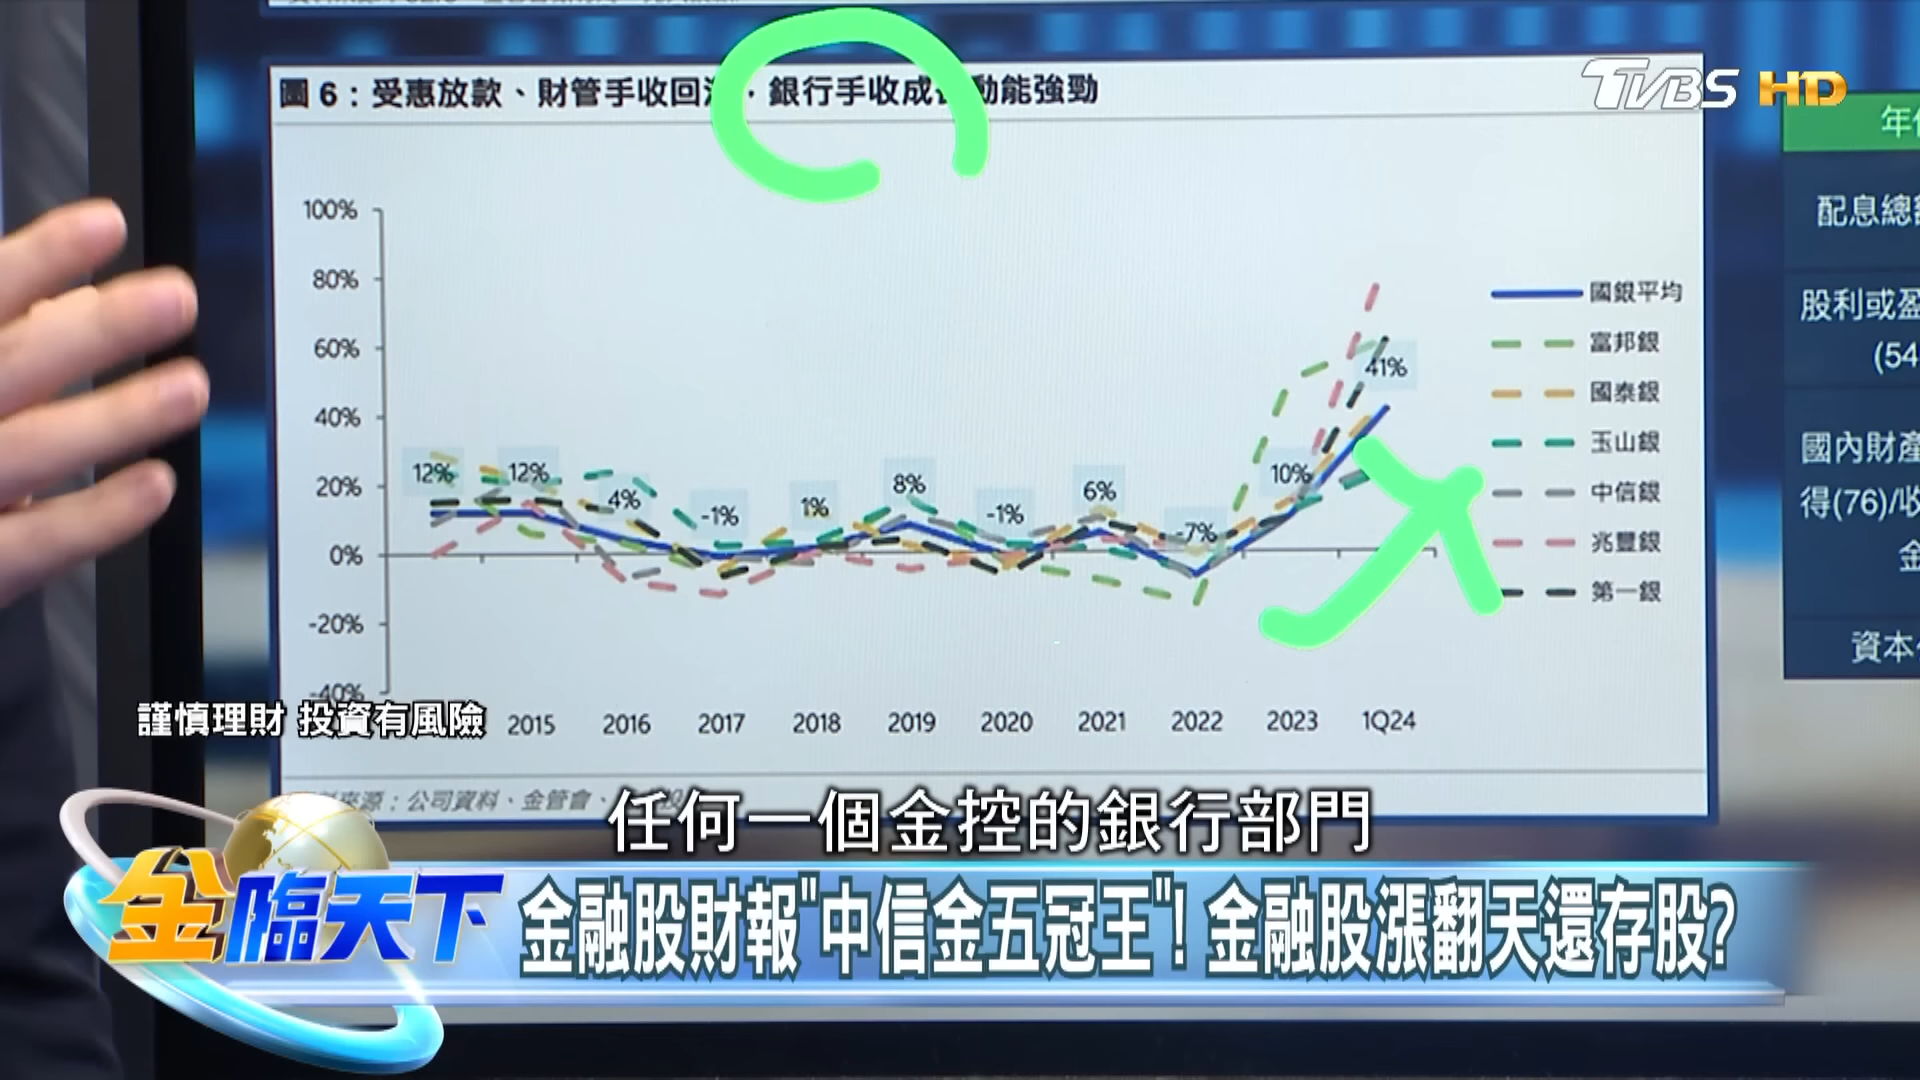 圖 6：受惠放款、財管手收回 ，銀行手收成 動能強勁
TVBS HD
100%
80%
60%
40%
20%
0%
-20%
-40%
12%
12%
4%
-1%
1%
8%
-1%
6%
-7%
10%
41%
國銀平均
富邦銀
國泰銀
玉山銀
中信銀
兆豐銀
第一銀
2015 2016 2017 2018 2019 2020 2021 2022 2023 1Q24
來源：公司資料、金管會、
年
配息總
股利或盈
(54
國內財產
得(76)/收
金
資本
謹慎理財 投資有風險
任何一個金控的銀行部門
金臨天下
金融股財報"中信金五冠王"! 金融股漲翻天還存股?